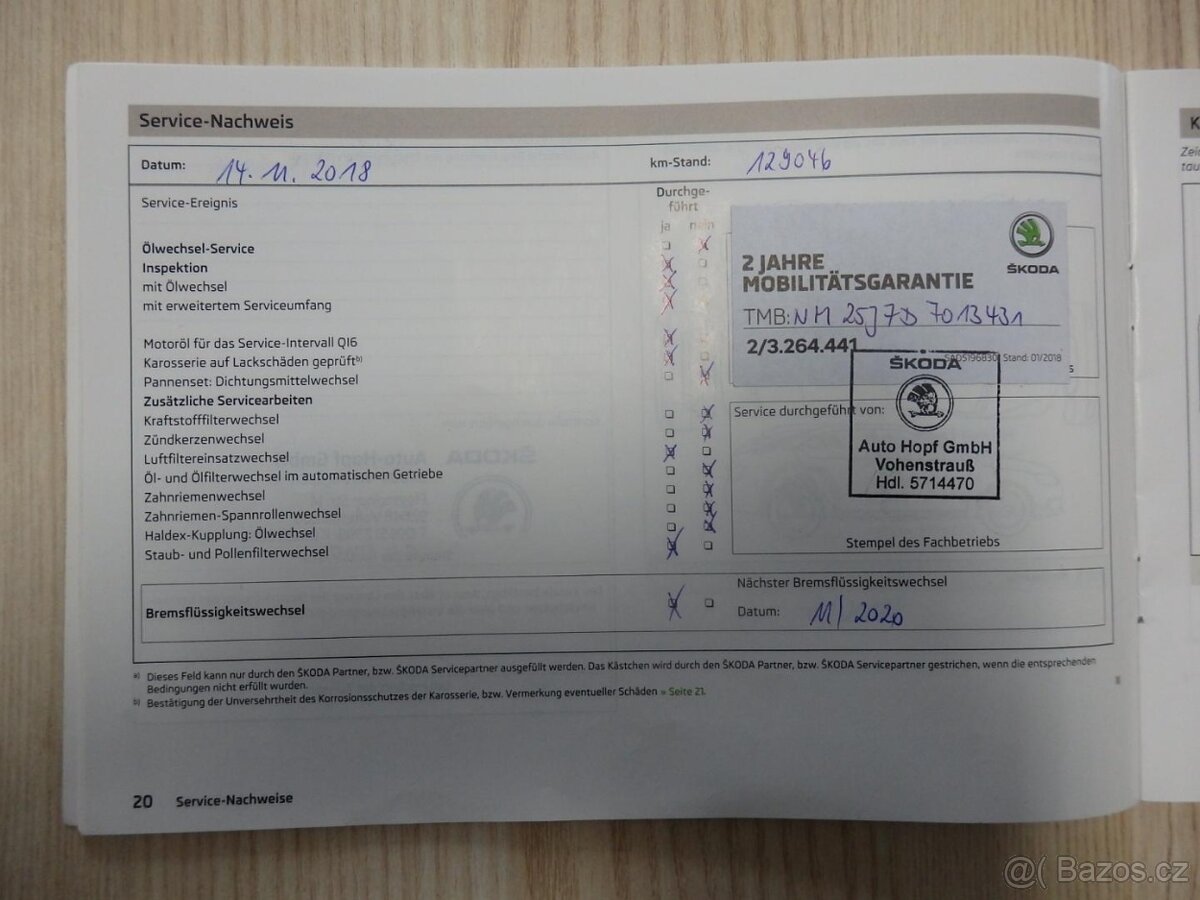 Service-Nachweis
Datum: 14. 11. 2018 km-Stand: 129046
Service-Ereignis
Durchge-
führt
ja nein
Ölwechsel-Service
Inspektion
mit Ölwechsel
mit erweitertem Serviceumfang
Motoröl für das Service-Intervall QI6
Karosserie auf Lackschäden geprüft b)
Pannenset: Dichtungsmittelwechsel
Zusätzliche Servicearbeiten
Kraftstofffilterwechsel
Zündkerzenwechsel
Luftfiltereinsatzwechsel
Öl- und Ölfilterwechsel im automatischen Getriebe
Zahnriemenwechsel
Zahnriemen-Spannrollenwechsel
Haldex-Kupplung: Ölwechsel
Staub- und Pollenfilterwechsel
ŠKODA
2 JAHRE
MOBILITÄTSGARANTIE
TMB: NM 25J7D 7013431
2/3.264.441
SAD5196830 Stand: 01/2018
Service durchgeführt von:
ŠKODA
Auto Hopf GmbH
Vohenstrauß
Hdl. 5714470
Stempel des Fachbetriebs
Bremsflüssigkeitswechsel
Nächster Bremsflüssigkeitswechsel
Datum: 11/2020
a) Dieses Feld kann nur durch den ŠKODA Partner, bzw. ŠKODA Servicepartner ausgefüllt werden. Das Kästchen wird durch den ŠKODA Partner, bzw. ŠKODA Servicepartner gestrichen, wenn die entsprechenden
Bedingungen nicht erfüllt wurden.
b) Bestätigung der Unversehrtheit des Korrosionsschutzes der Karosserie, bzw. Vermerkung eventueller Schäden » Seite 21.
20 Service-Nachweise
@( Bazos.cz